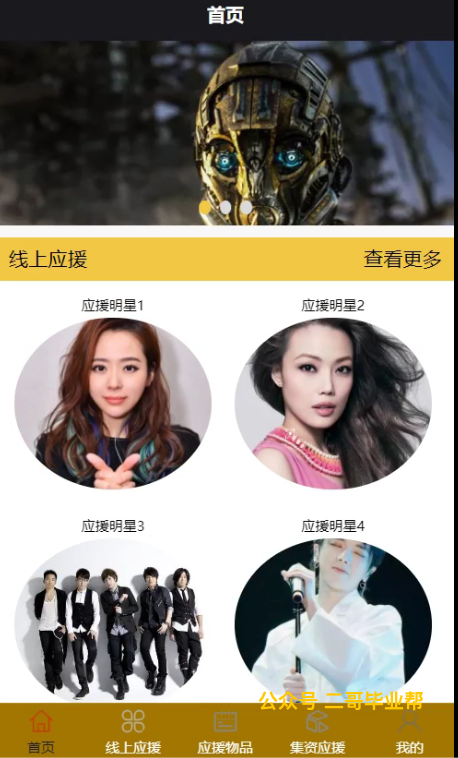 首页
线上应援 查看更多
应援明星1 应援明星2
应援明星3 应援明星4
公众号 二哥毕业帮
首页 线上应援 应援物品 集资应援 我的